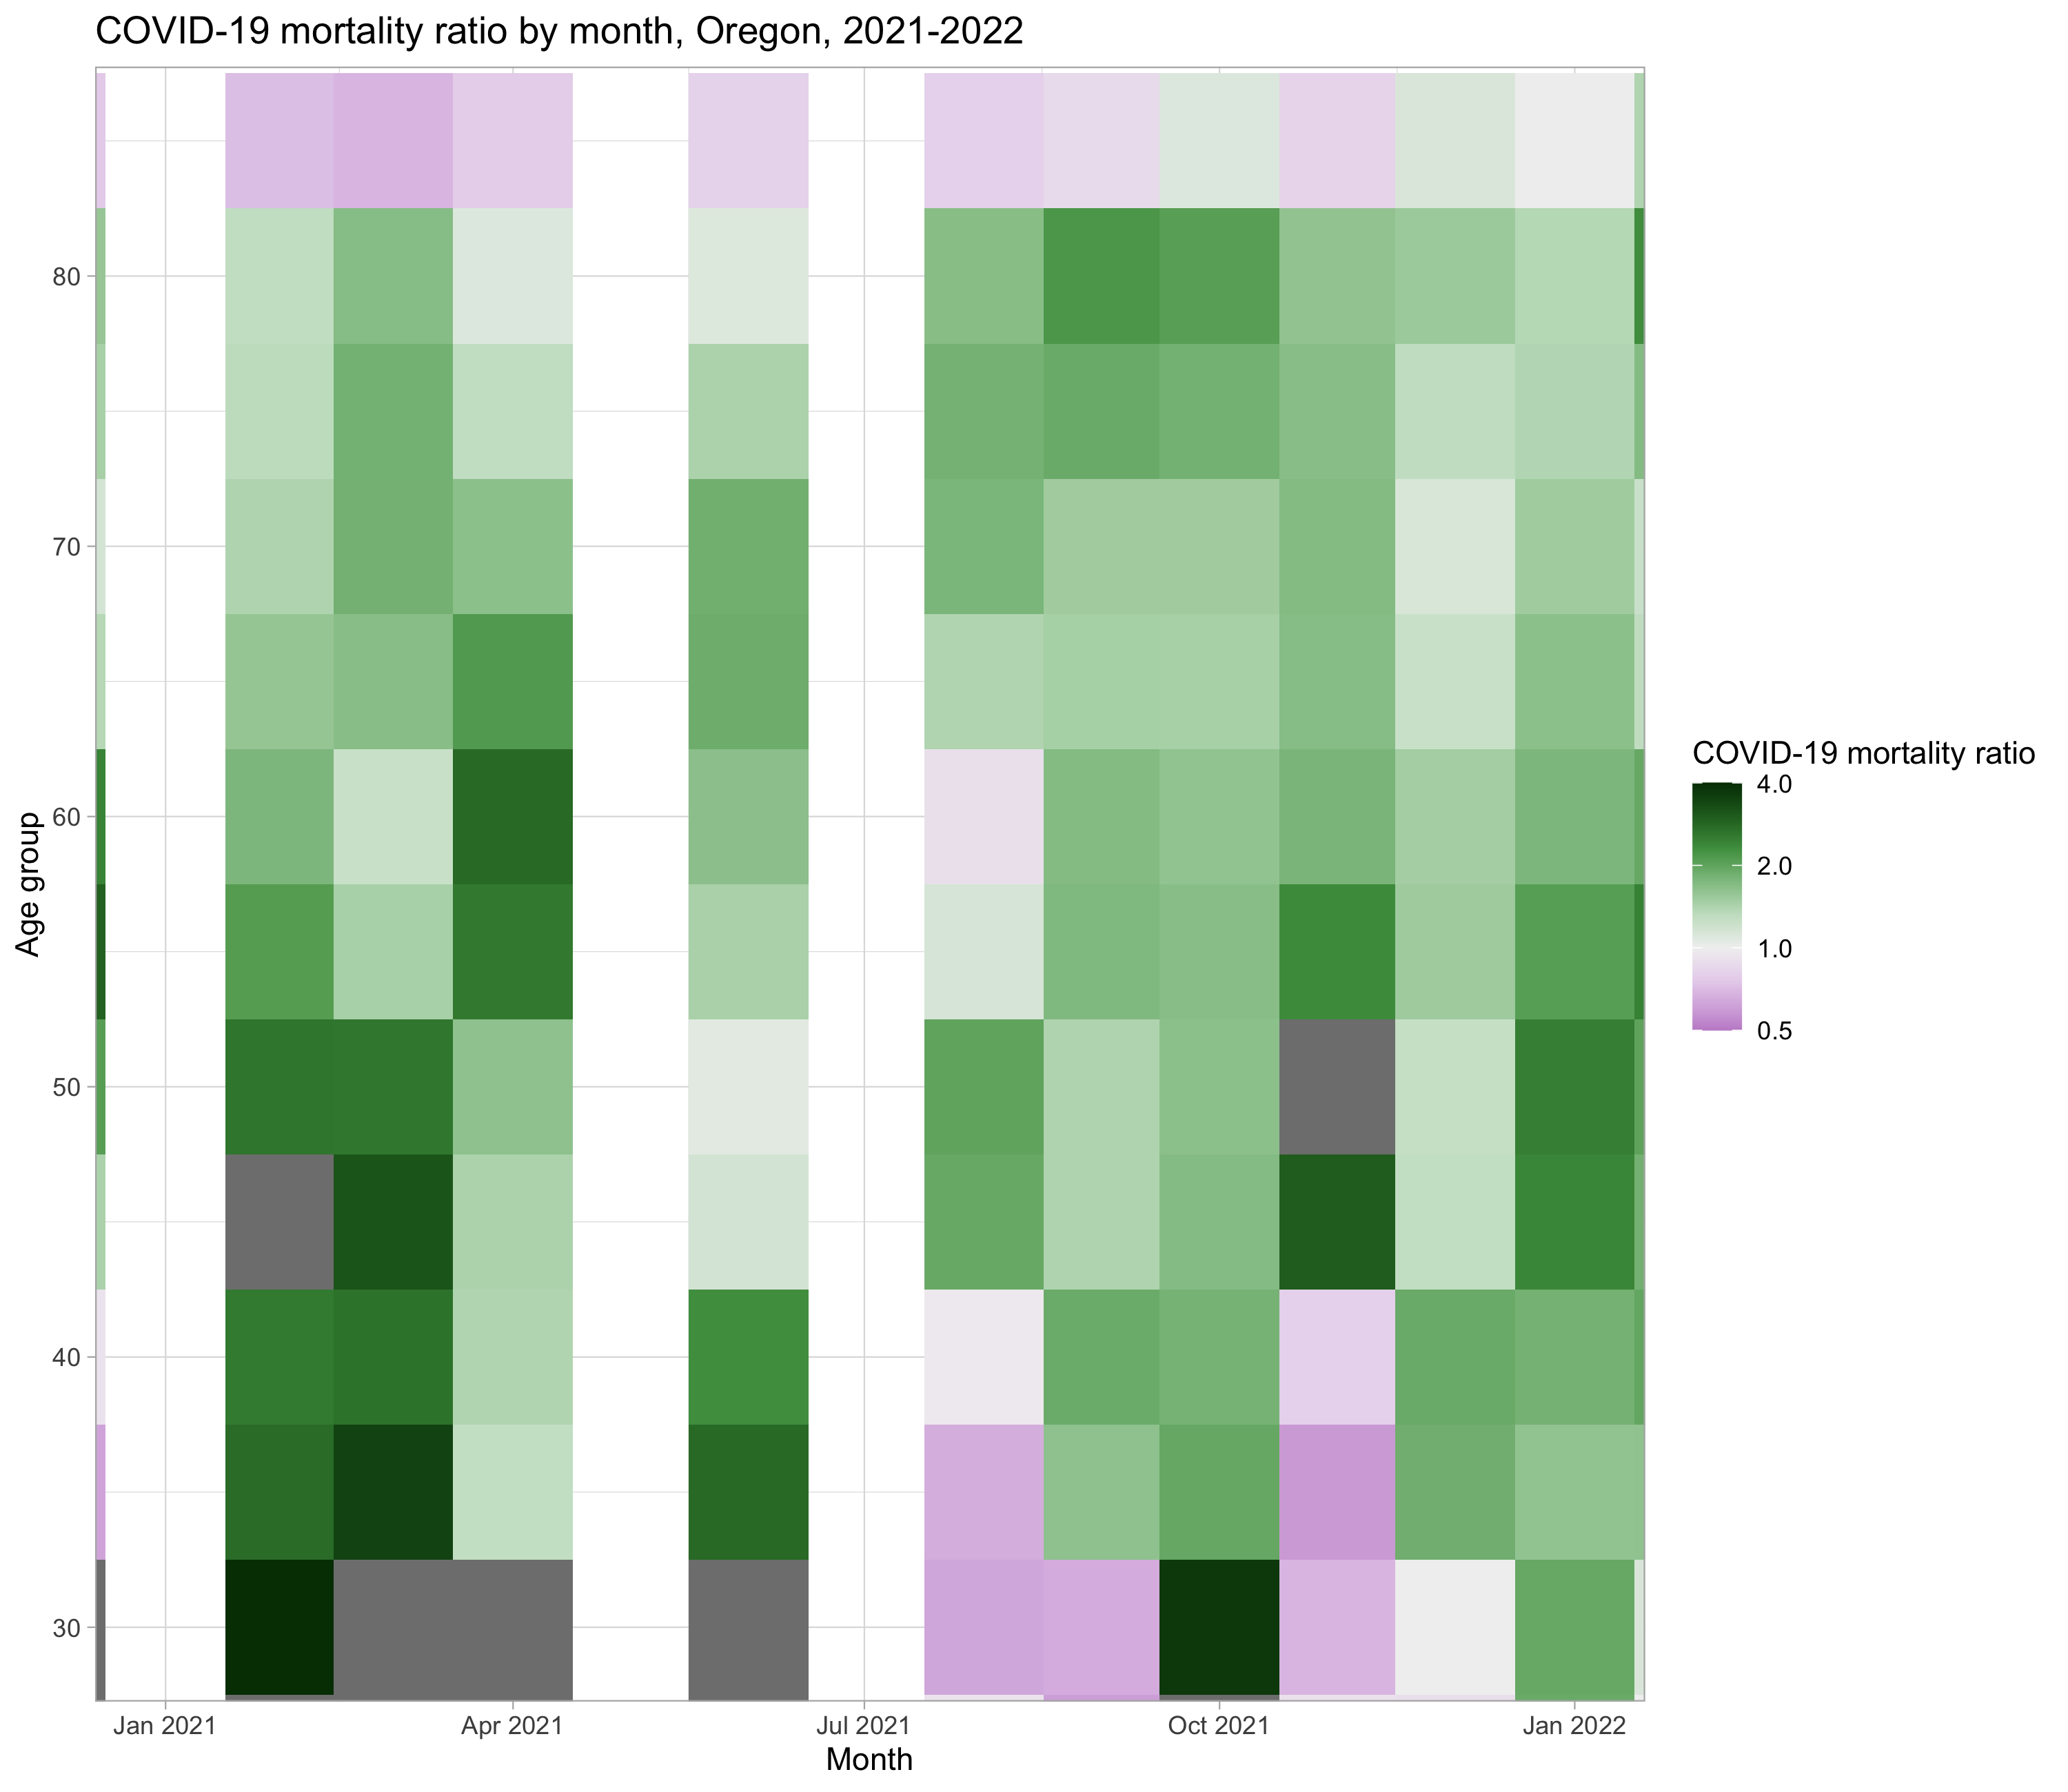 COVID-19 mortality ratio by month, Oregon, 2021-2022
Age group
80
70
60
50
40
30
Jan 2021
Apr 2021
Jul 2021
Oct 2021
Jan 2022
Month
COVID-19 mortality ratio
4.0
2.0
1.0
0.5